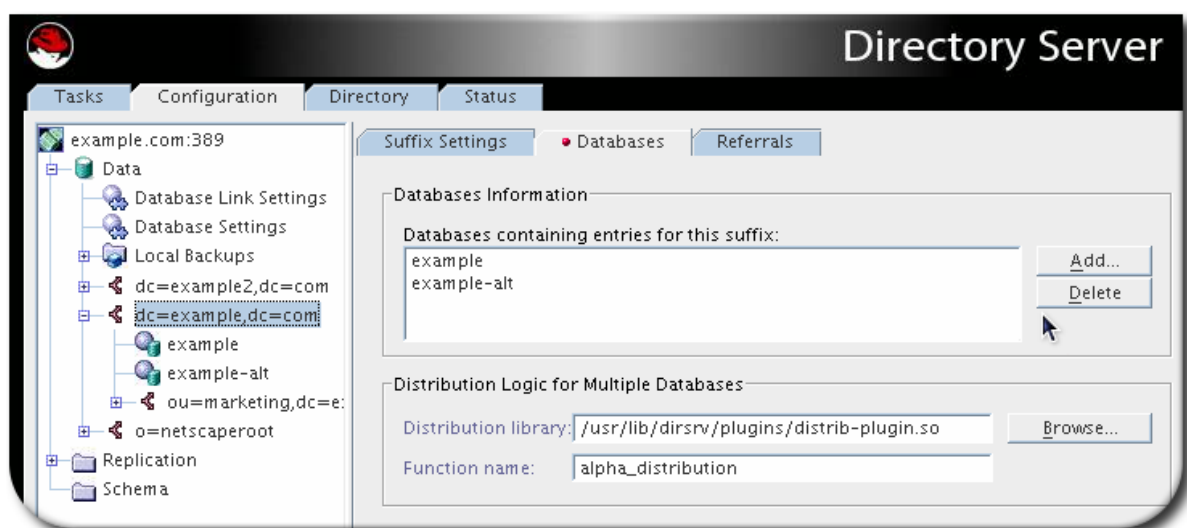 Directory Server
Tasks Configuration Directory Status
example.com:389
Data
Database Link Settings
Database Settings
Local Backups
dc=example2,dc=com
dc=example,dc=com
example
example-alt
ou=marketing,dc=e:
o=netscaperoot
Replication
Schema
Suffix Settings Databases Referrals
Databases Information
Databases containing entries for this suffix:
example
example-alt
Add...
Delete
Distribution Logic for Multiple Databases
Distribution library: /usr/lib/dirsrv/plugins/distrib-plugin.so Browse...
Function name: alpha_distribution